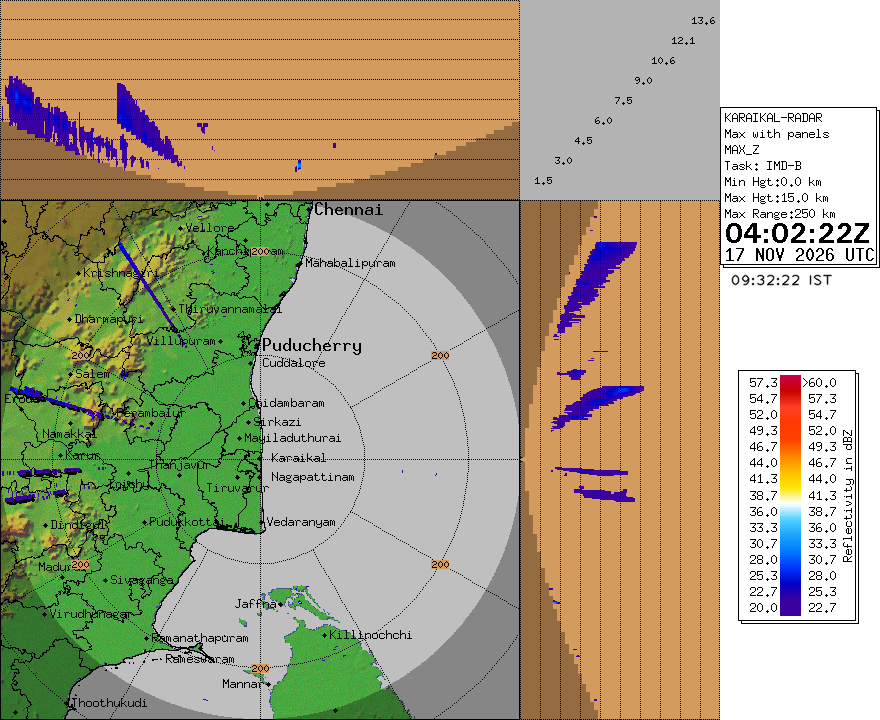 13.6
12.1
10.6
9.0
7.5
6.0
4.5
3.0
1.5
KARAIKAL-RADAR
Max with panels
MAX_Z
Task: IMD-B
Min Hgt:0.0 km
Max Hgt:15.0 km
Max Range:250 km
04:02:22Z
17 NOV 2026 UTC
09:32:22 IST
Chennai
Vellore
200
Mahabalipuram
Krishnagiri
Thiruvannamalai
Dharmapuri
Villupuram
Puducherry
200
200
Cuddalore
Salem
Chidambaram
Perambalur
Sirkazi
Namakkal
Mayiladuthurai
Karur
Karaikal
Thanjavur
Nagapattinam
Tiruvarur
Dindigul
Pudukkottai
Vedaranyam
200
200
Sivaganga
Jaffna
Virudhunagar
Killinochchi
Ramanathapuram
Rameswaram
200
Mannar
Thoothukudi
57.3 >60.0
54.7 57.3
52.0 54.7
49.3 52.0
46.7 49.3
44.0 46.7
41.3 44.0
38.7 41.3
36.0 38.7
33.3 36.0
30.7 33.3
28.0 30.7
25.3 28.0
22.7 25.3
20.0 22.7
Reflectivity in dBZ